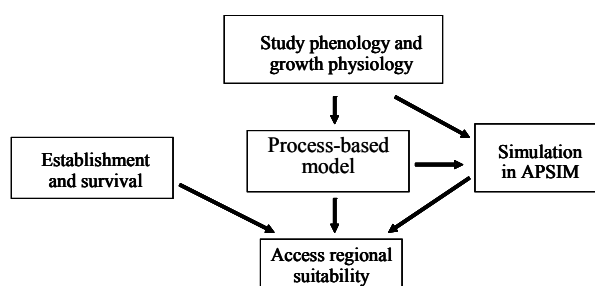 Study phenology and
growth physiology
Process-based
model
Establishment
and survival
Simulation
in APSIM
Access regional
suitability